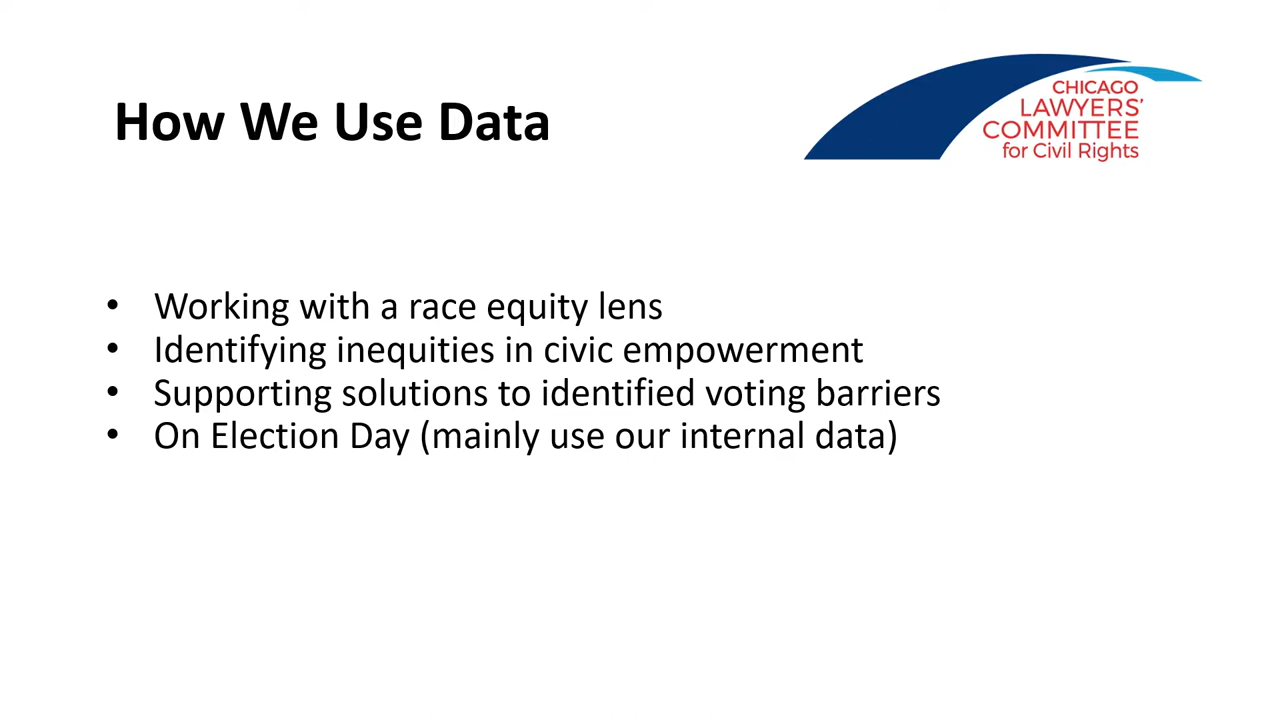 How We Use Data
CHICAGO
LAWYERS’
COMMITTEE
for Civil Rights
• Working with a race equity lens
• Identifying inequities in civic empowerment
• Supporting solutions to identified voting barriers
• On Election Day (mainly use our internal data)